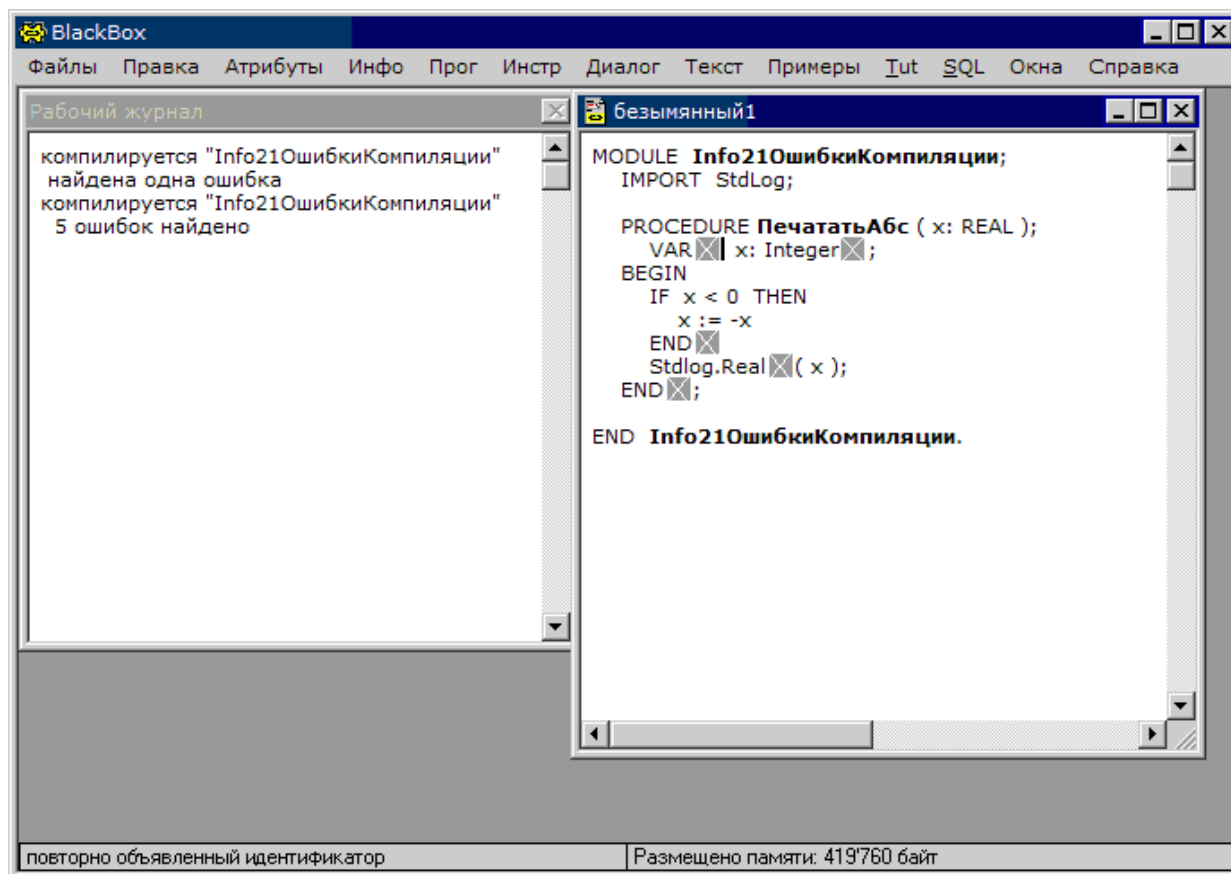 BlackBox
Файлы Правка Атрибуты Инфо Прог Инстр Диалог Текст Примеры Tut SQL Окна Справка
Рабочий журнал
компилируется "Info21ОшибкиКомпиляции"
найдена одна ошибка
компилируется "Info21ОшибкиКомпиляции"
5 ошибок найдено
безымянный1
MODULE Info21ОшибкиКомпиляции;
IMPORT StdLog;
PROCEDURE ПечататьАбс ( x: REAL );
VAR x: Integer ;
BEGIN
IF x < 0 THEN
x := -x
END
Stdlog.Real ( x );
END ;
END Info21ОшибкиКомпиляции.
повторно объявленный идентификатор
Размещено памяти: 419'760 байт